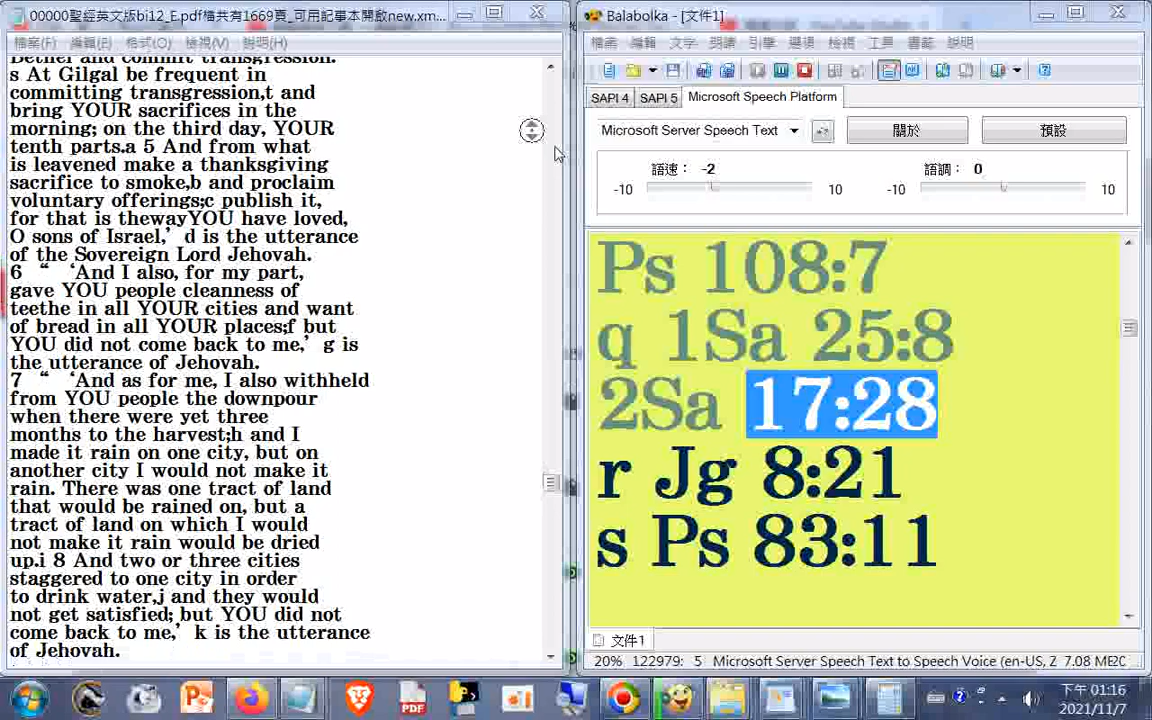 00000聖經英文版bi12_E.pdf檔共有1669頁_可用記事本開啟new.xm...
檔案(F) 編輯(E) 格式(O) 檢視(V) 說明(H)
Bether and commit transgression.
s At Gilgal be frequent in
committing transgression,t and
bring YOUR sacrifices in the
morning; on the third day, YOUR
tenth parts.a 5 And from what
is leavened make a thanksgiving
sacrifice to smoke,b and proclaim
voluntary offerings;c publish it,
for that is thewayYOU have loved,
O sons of Israel,’ d is the utterance
of the Sovereign Lord Jehovah.
6 “ ‘And I also, for my part,
gave YOU people cleanness of
teethe in all YOUR cities and want
of bread in all YOUR places;f but
YOU did not come back to me,’ g is
the utterance of Jehovah.
7 “ ‘And as for me, I also withheld
from YOU people the downpour
when there were yet three
months to the harvest;h and I
made it rain on one city, but on
another city I would not make it
rain. There was one tract of land
that would be rained on, but a
tract of land on which I would
not make it rain would be dried
up.i 8 And two or three cities
staggered to one city in order
to drink water,j and they would
not get satisfied; but YOU did not
come back to me,’ k is the utterance
of Jehovah.
Balabolka - [文件1]
檔案 編輯 文字 朗讀 引擎 選項 檢視 工具 書籤 說明
SAPI 4 SAPI 5 Microsoft Speech Platform
Microsoft Server Speech Text 關於 預設
語速： -2 語調： 0
-10 10 -10 10
Ps 108:7
q 1Sa 25:8
2Sa 17:28
r Jg 8:21
s Ps 83:11
文件1
20% 122979: 5 Microsoft Server Speech Text to Speech Voice (en-US, Z 7.08 ME
下午 01:16
2021/11/7